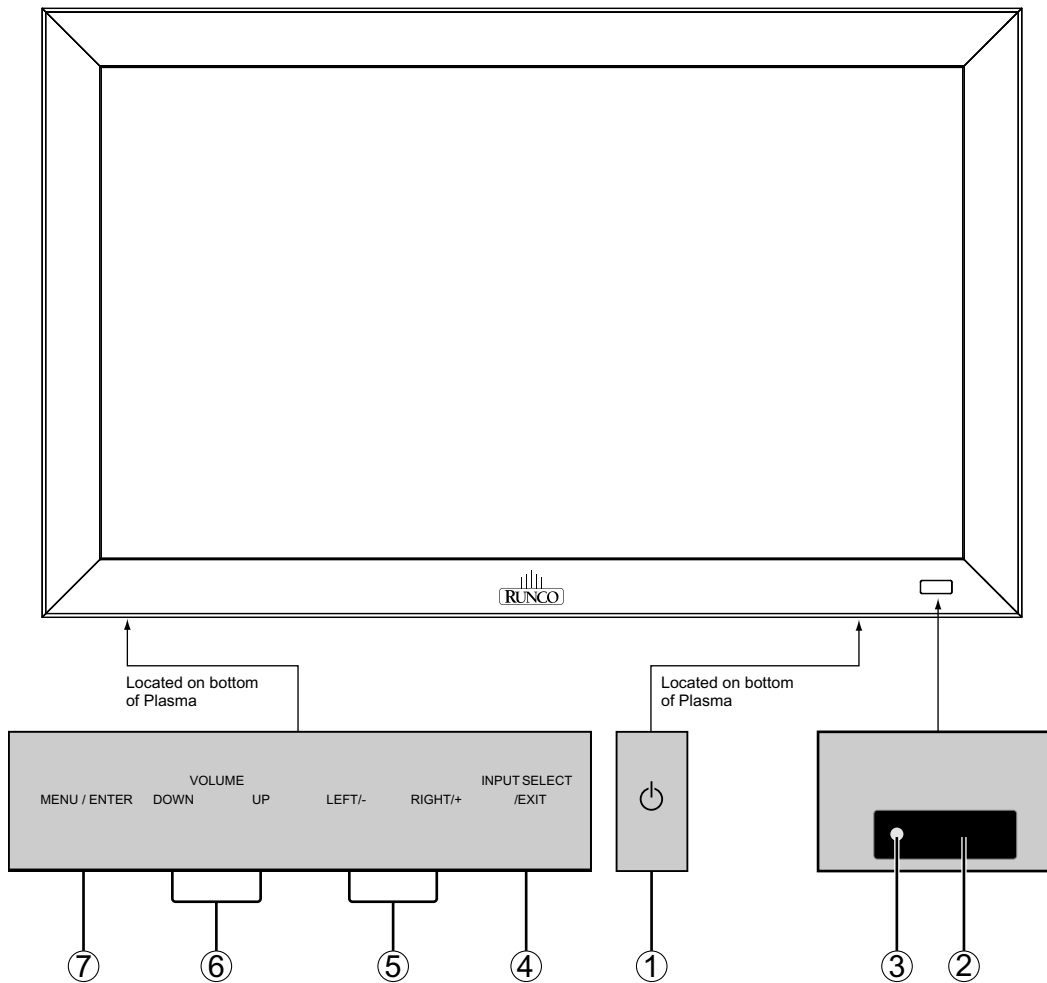 RUNCO
Located on bottom
of Plasma
Located on bottom
of Plasma
VOLUME
INPUT SELECT
MENU / ENTER DOWN UP LEFT/- RIGHT/+ /EXIT
⑦ ⑥ ⑤ ④ ① ③ ②